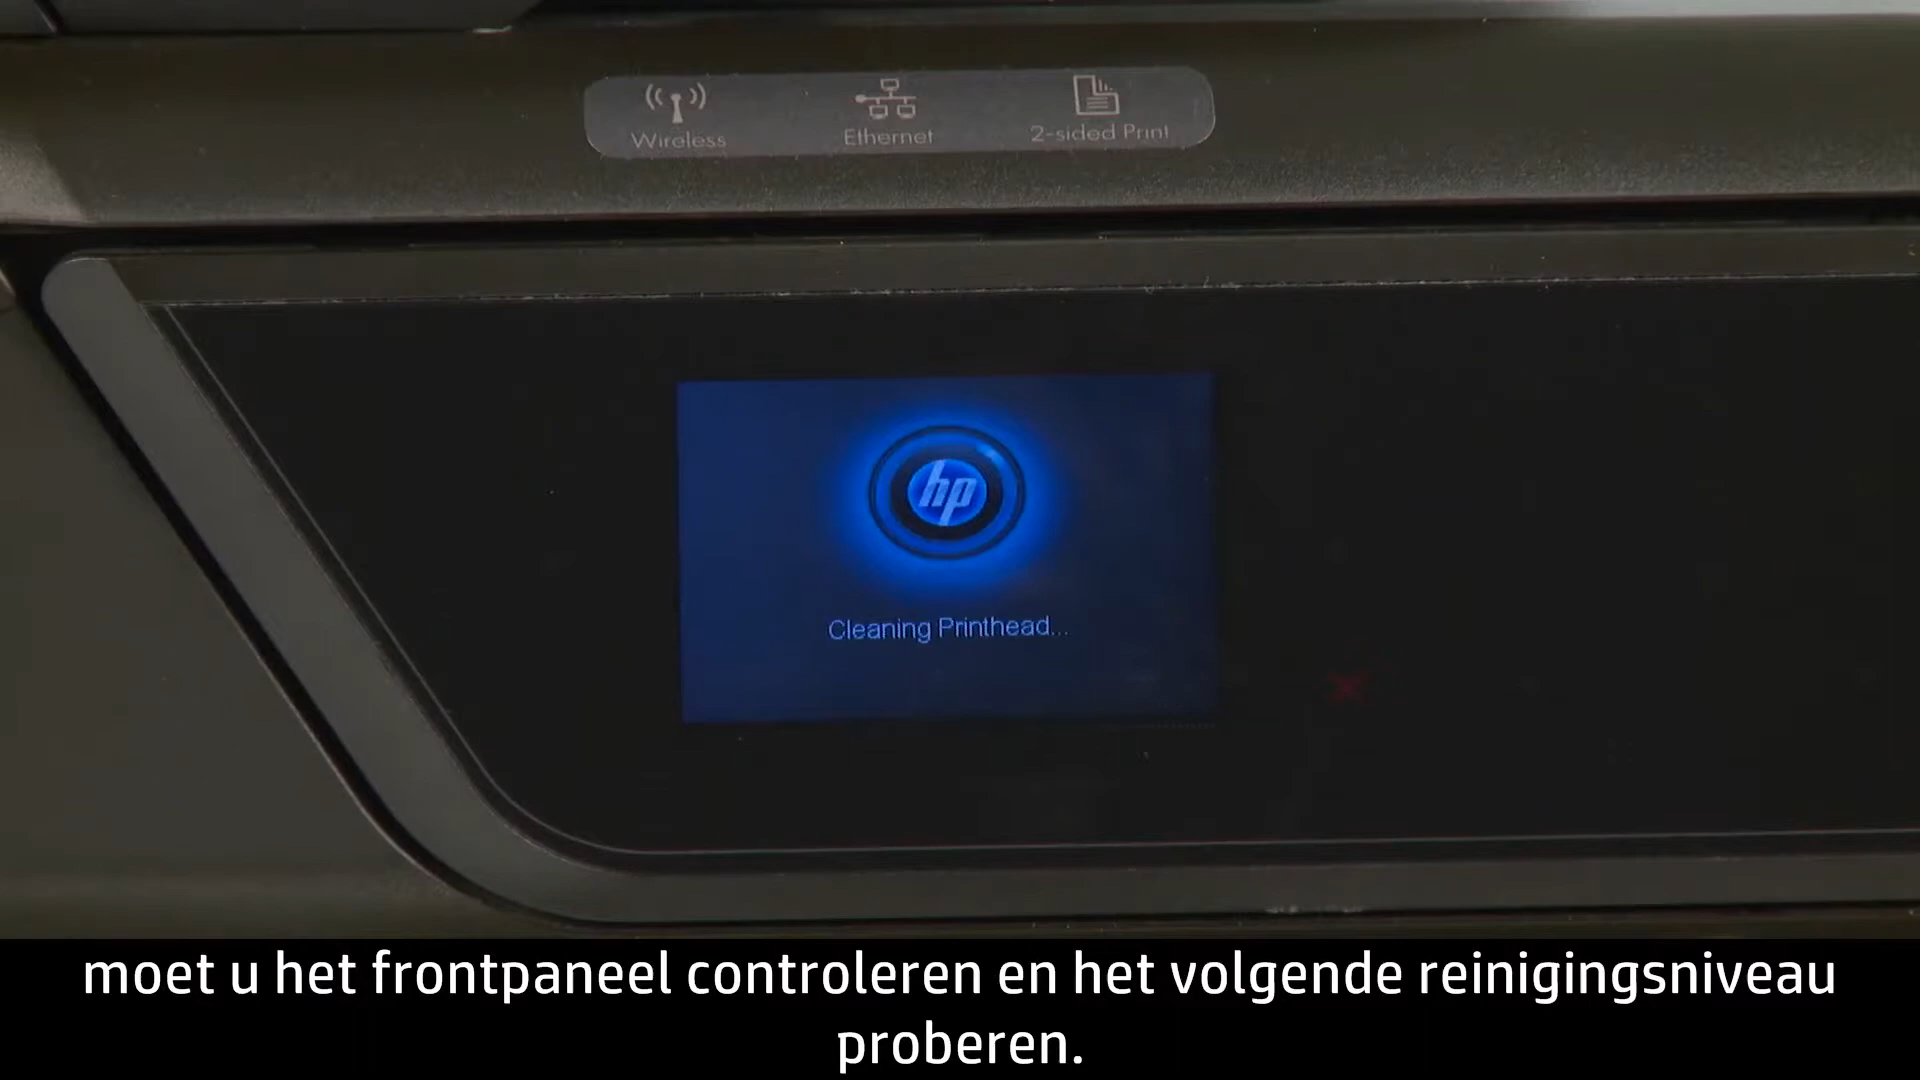 Wireless
Ethernet
2-sided Print
hp
Cleaning Printhead...
moet u het frontpaneel controleren en het volgende reinigingsniveau
proberen.